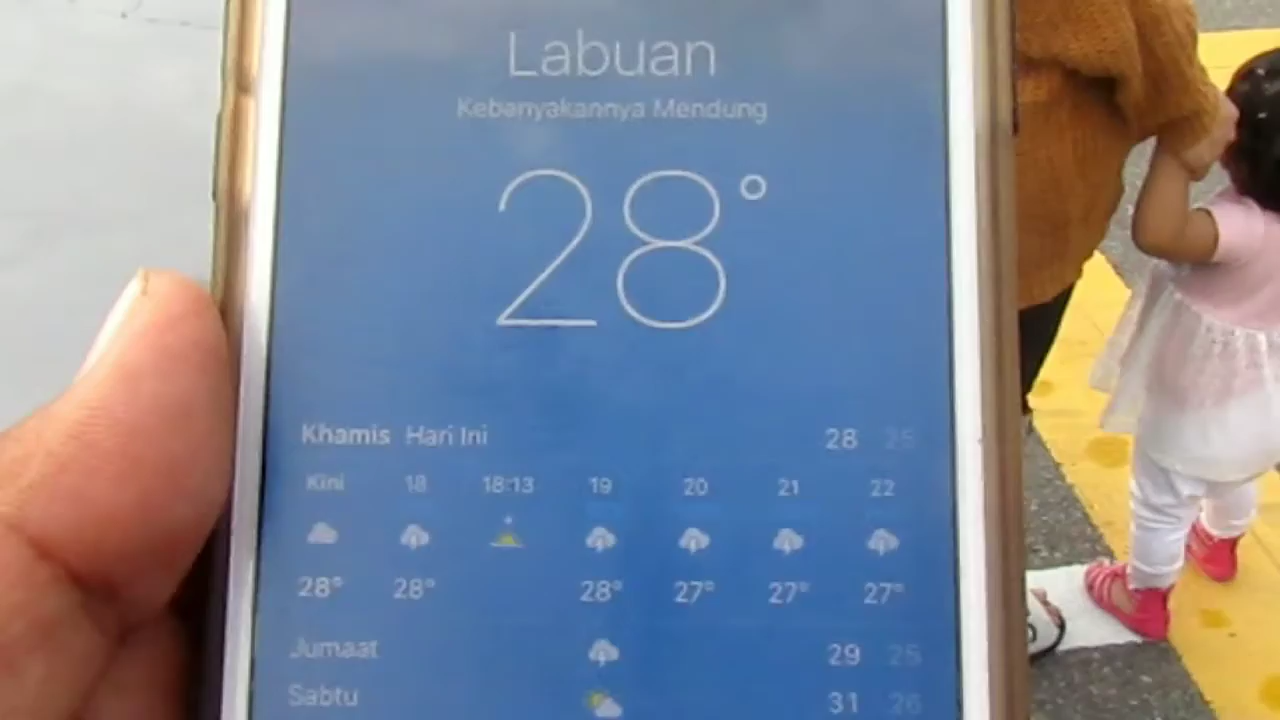 Labuan
Kebanyakannya Mendung
28°
Khamis Hari Ini 28 25
Kini 18 18:13 19 20 21 22
28° 28° 28° 27° 27° 27°
Jumaat 29 25
Sabtu 31 26